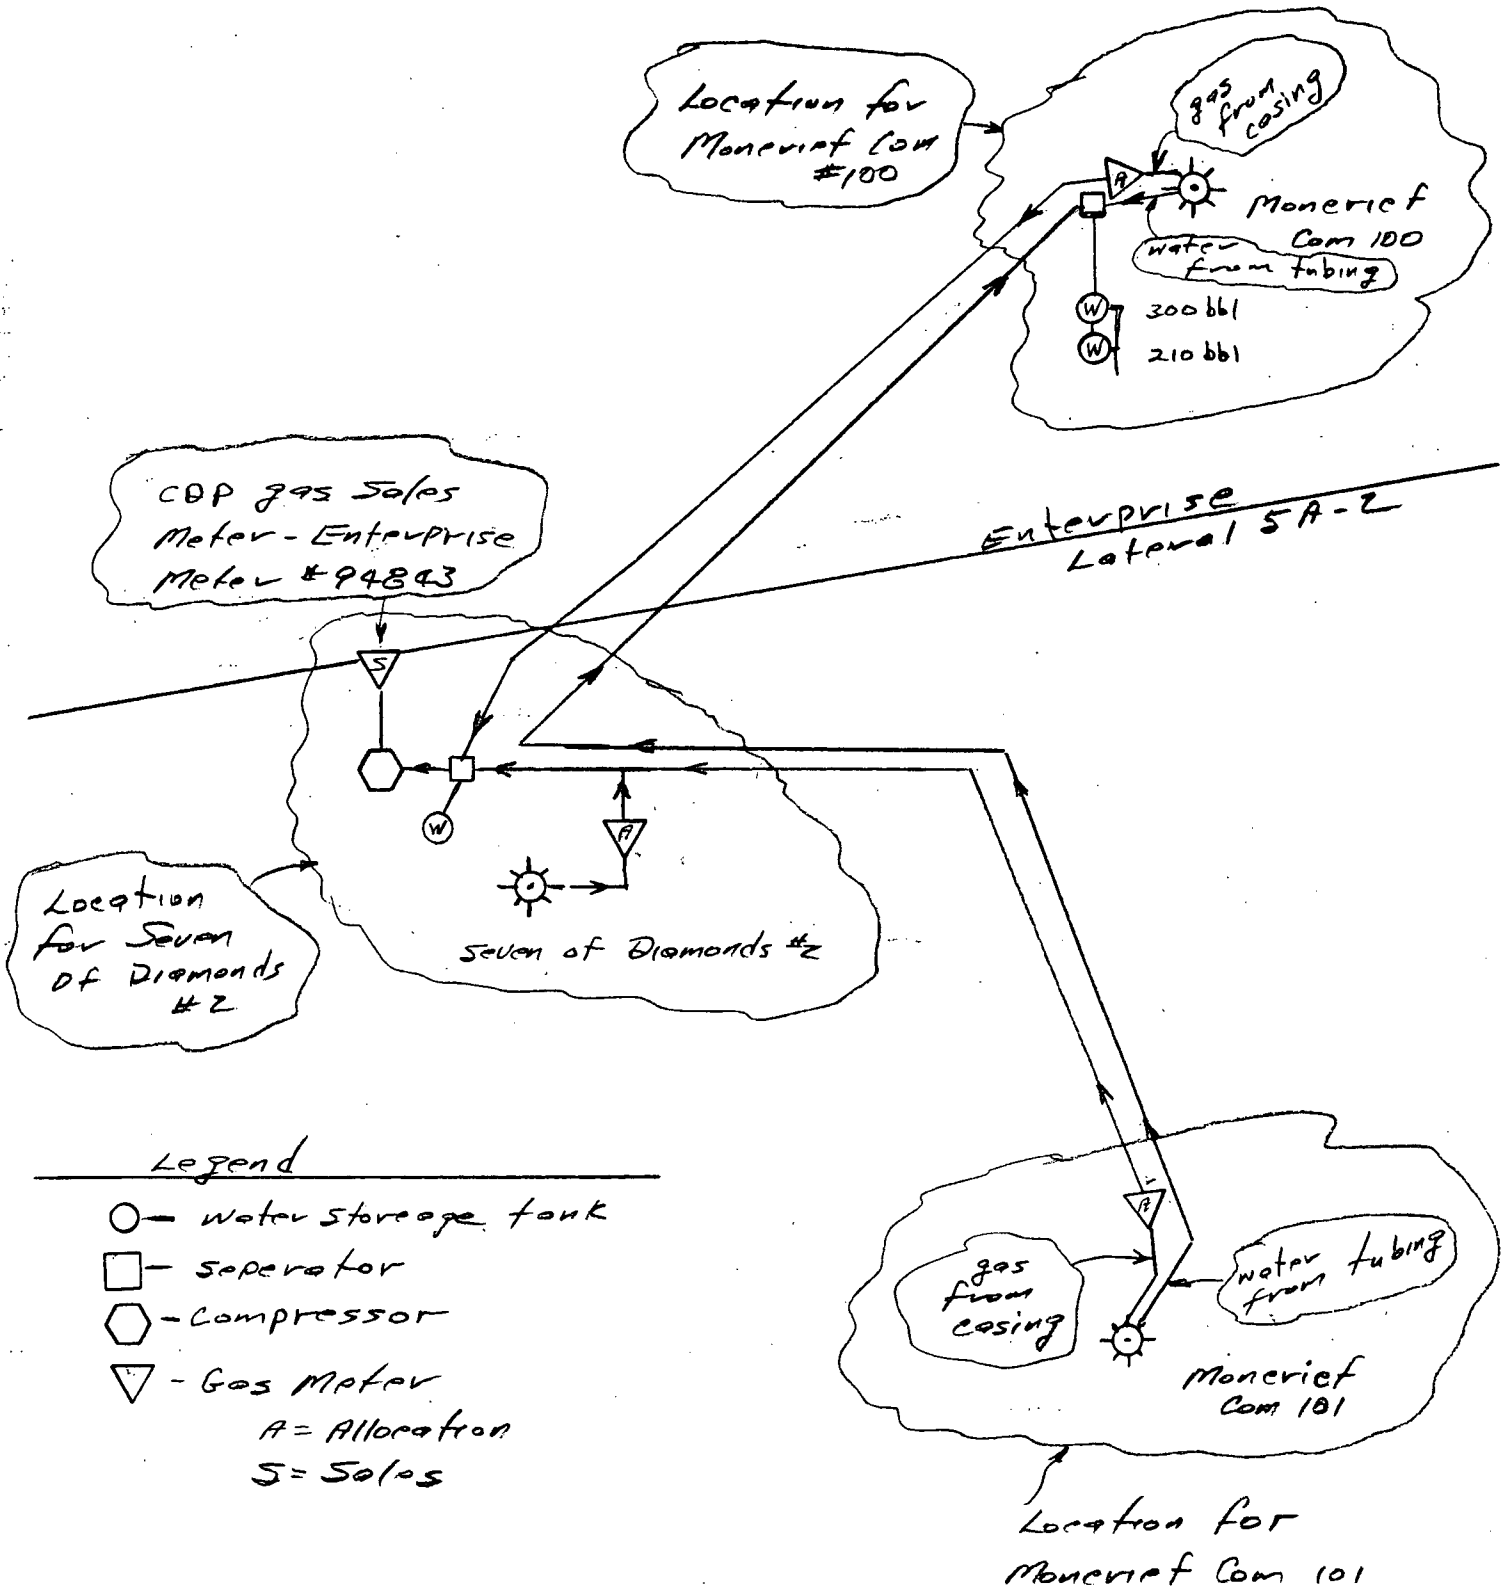 Location for
Moncrief Com
#100
gas
from
casing
A
Moncrief
Com 100
water
from tubing
W
300 bbl
W
210 bbl
CDP gas Sales
Meter - Enterprise
Meter #94843
Enterprise
Lateral 5A-2
S
W
A
Seven of Diamonds #2
Location
for Seven
Of Diamonds
#2
Legend
- water storeage tank
- seperator
- Compressor
- Gas Meter
A = Allocation
S = Sales
A
gas
from
casing
water tubing
from
Moncrief
Com 101
Location for
Moncrief Com 101